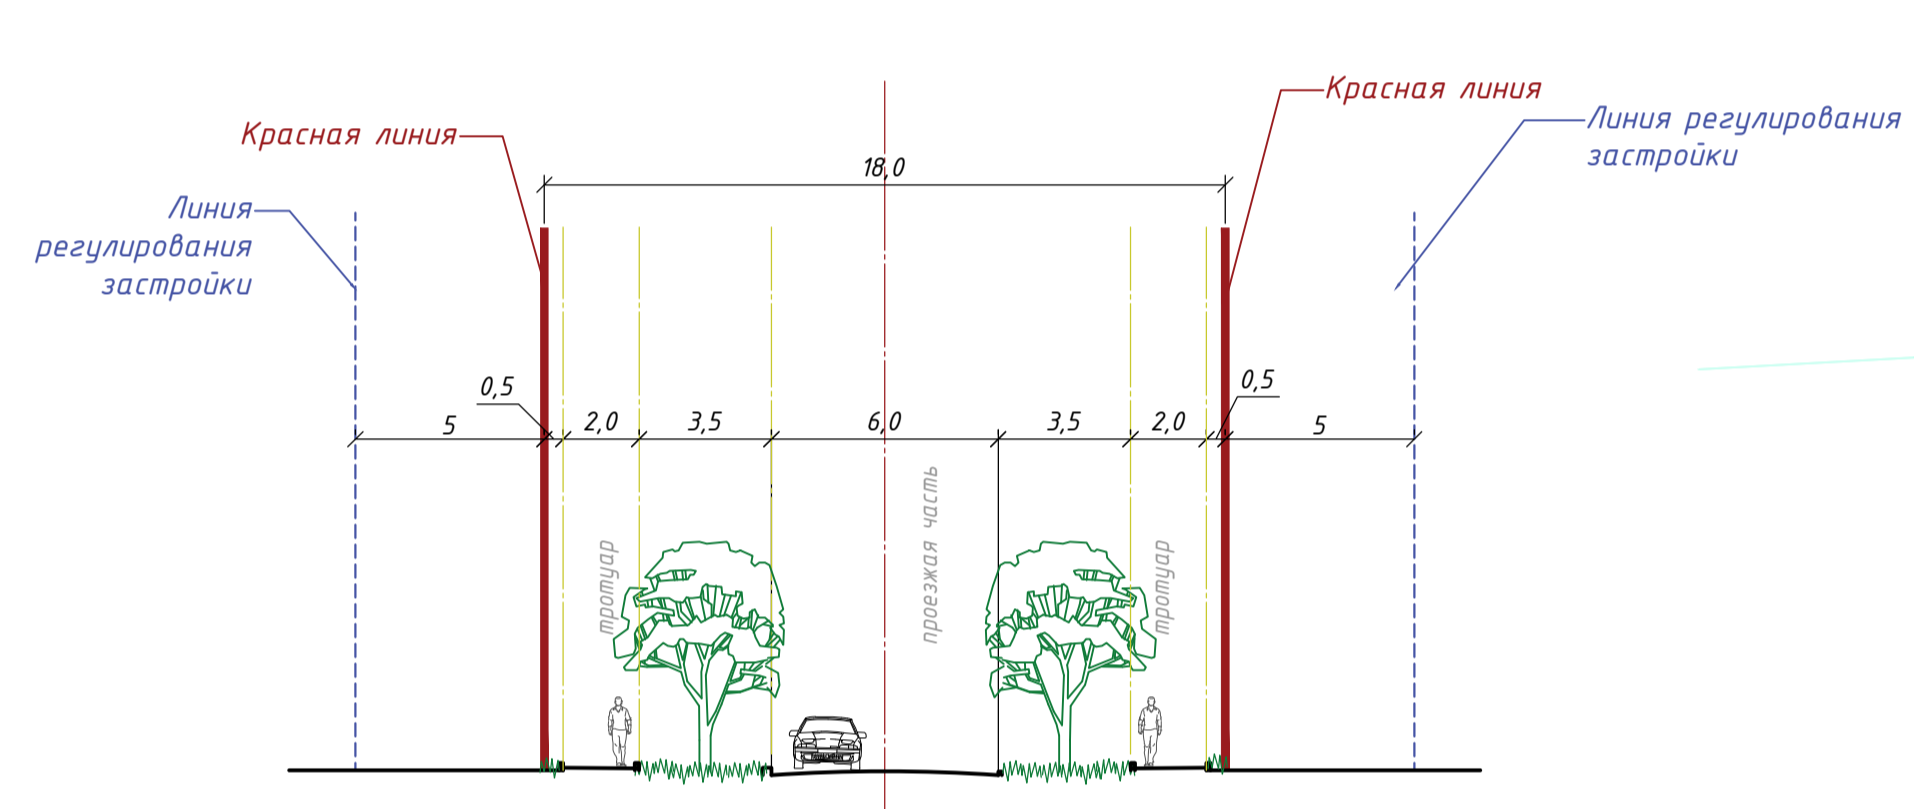 Красная линия
Линия регулирования
застройки
Красная линия
18,0
Линия
регулирования
застройки
0,5
0,5
5
2,0
3,5
6,0
3,5
2,0
5
тротуар
проезжая часть
тротуар